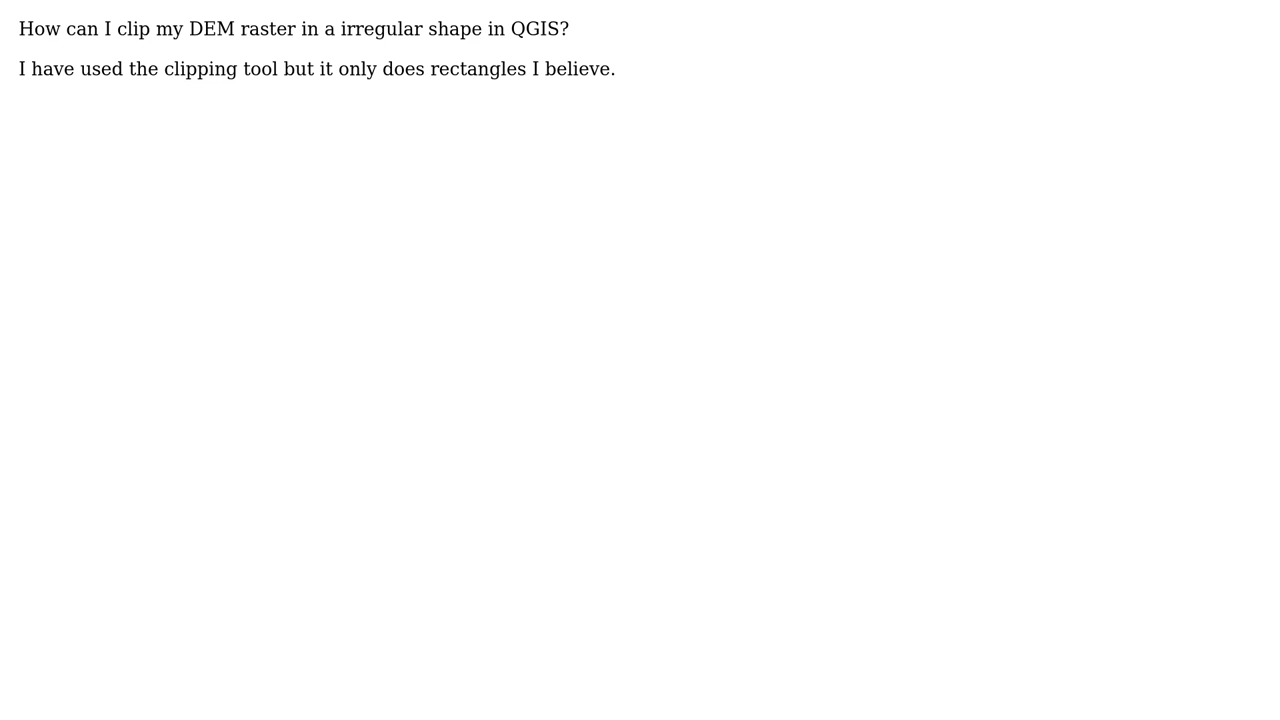 How can I clip my DEM raster in a irregular shape in QGIS?
I have used the clipping tool but it only does rectangles I believe.